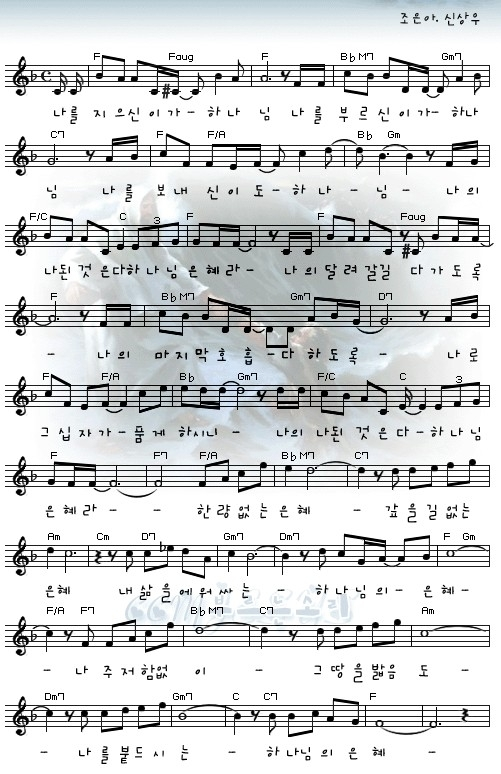 조은아. 신상우
F Faug F B♭M7 Gm7
나를 지으신이가- 하나 님 나를 부르신이가- 하나
C7 F F/A B♭ Gm
님 나를 보내 신이도- 하나 - 님 - 나의
F/C C 3 F F Faug
나된 것 은다하 나 님은혜 라- 나의달려 갈길 다 가 도록
F B♭M7 Gm7 D7
- 나의 마지 막호 흡 -다 하도 록- 나로
F F/A B♭ Gm7 F/C C 3
그 십 자가- 품게 하시니 - 나의 나된 것 은 다-하나님
F F7 F/A B♭M7 C7
은 혜 라- - 한 량 없 는 은혜 - 갚 을 길 없는
Am Cm D7 Gm7 Dm7 F Gm
은혜 내 삶 을 에 워 싸 는 - 하 나 님 의 - 은 혜 -
F/A F7 B♭M7 C7 Am
- 나 주 저 함 없 이 - 그 땅 을 밟 음 도 -
Dm7 Gm7 C C7 F
- 나 를 붙 드 시 는 - 하 나 님 의 은 혜 -